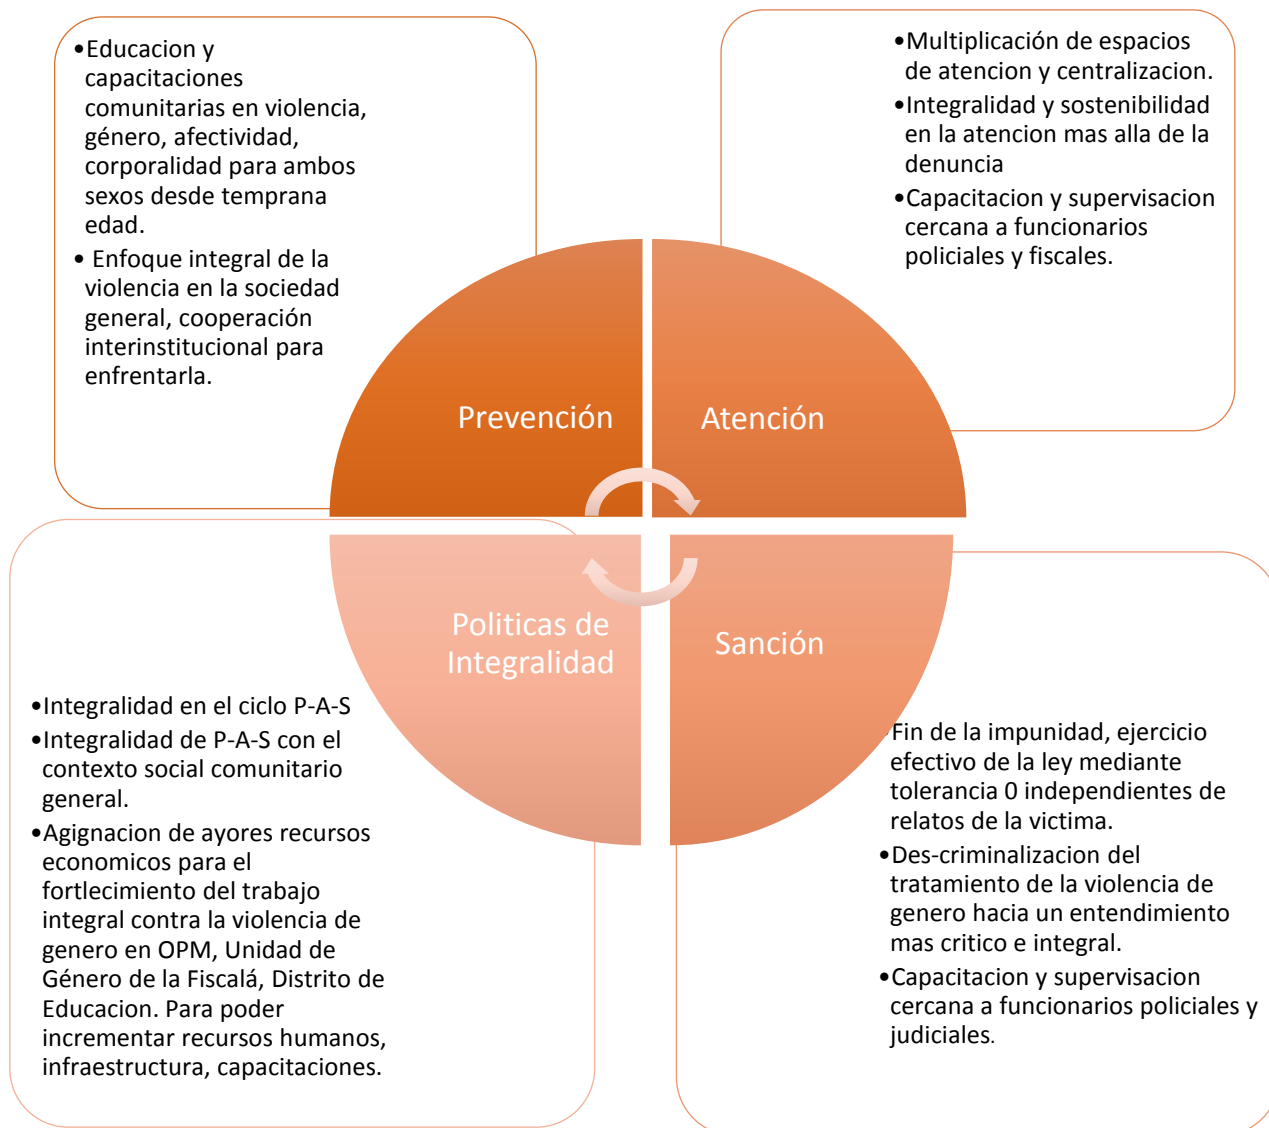 •Educacion y
capacitaciones
comunitarias en violencia,
género, afectividad,
corporalidad para ambos
sexos desde temprana
edad.
• Enfoque integral de la
violencia en la sociedad
general, cooperación
interinstitucional para
enfrentarla.
•Multiplicación de espacios
de atencion y centralizacion.
•Integralidad y sostenibilidad
en la atencion mas alla de la
denuncia
•Capacitacion y supervisacion
cercana a funcionarios
policiales y fiscales.
Prevención
Atención
Politicas de
Integralidad
Sanción
•Integralidad en el ciclo P-A-S
•Integralidad de P-A-S con el
contexto social comunitario
general.
•Agignacion de ayores recursos
economicos para el
fortlecimiento del trabajo
integral contra la violencia de
genero en OPM, Unidad de
Género de la Fiscalá, Distrito de
Educacion. Para poder
incrementar recursos humanos,
infraestructura, capacitaciones.
•Fin de la impunidad, ejercicio
efectivo de la ley mediante
tolerancia 0 independientes de
relatos de la victima.
•Des-criminalizacion del
tratamiento de la violencia de
genero hacia un entendimiento
mas critico e integral.
•Capacitacion y supervisacion
cercana a funcionarios policiales y
judiciales.